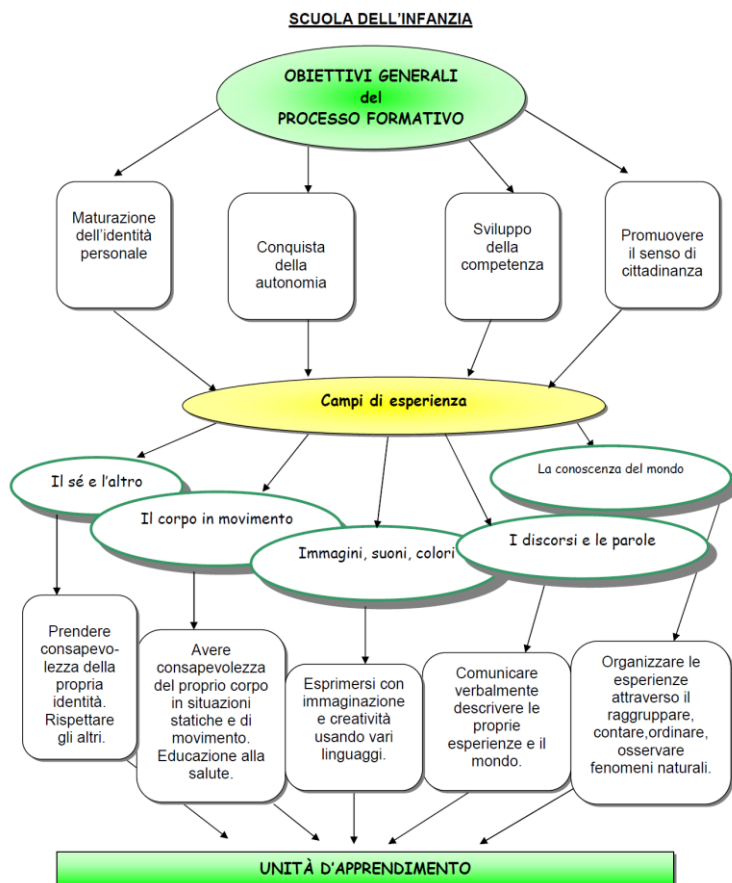 SCUOLA DELL'INFANZIA
OBIETTIVI GENERALI
del
PROCESSO FORMATIVO
Maturazione
dell'identità
personale
Conquista
della
autonomia
Sviluppo
della
competenza
Promuovere
il senso di
cittadinanza
Campi di esperienza
Il sé e l'altro
Il corpo in movimento
Immagini, suoni, colori
I discorsi e le parole
La conoscenza del mondo
Prendere
consapevo-
lezza della
propria
identità.
Rispettare
gli altri.
Avere
consapevolezza
del proprio corpo
in situazioni
statiche e di
movimento.
Educazione alla
salute.
Esprimersi con
immaginazione
e creatività
usando vari
linguaggi.
Comunicare
verbalmente
descrivere le
proprie
esperienze e il
mondo.
Organizzare le
esperienze
attraverso il
raggruppare,
contare,ordinare,
osservare
fenomeni naturali.
UNITÀ D'APPRENDIMENTO